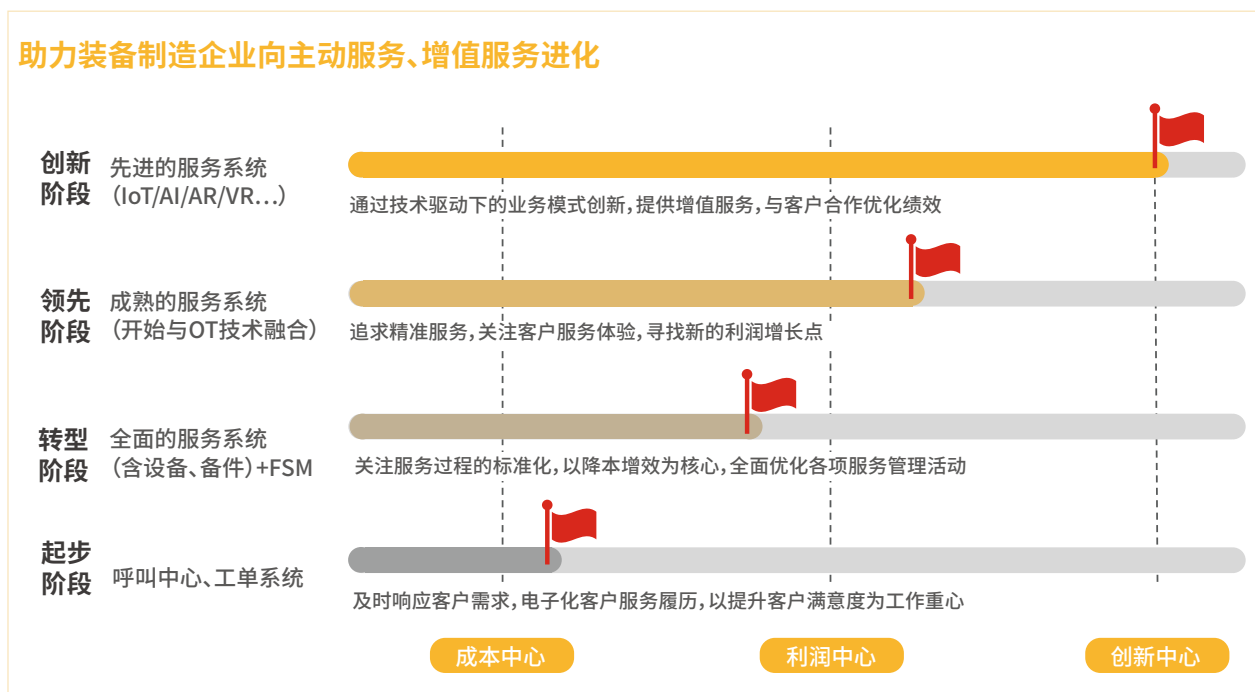 助力装备制造企业向主动服务、增值服务进化
创新
阶段
先进的服务系统
（IoT/AI/AR/VR…）
通过技术驱动下的业务模式创新，提供增值服务，与客户合作优化绩效
领先
阶段
成熟的服务系统
（开始与OT技术融合）
追求精准服务，关注客户服务体验，寻找新的利润增长点
转型
阶段
全面的服务系统
（含设备、备件）+FSM
关注服务过程的标准化，以降本增效为核心，全面优化各项服务管理活动
起步
阶段
呼叫中心、工单系统
及时响应客户需求，电子化客户服务履历，以提升客户满意度为工作重心
成本中心
利润中心
创新中心